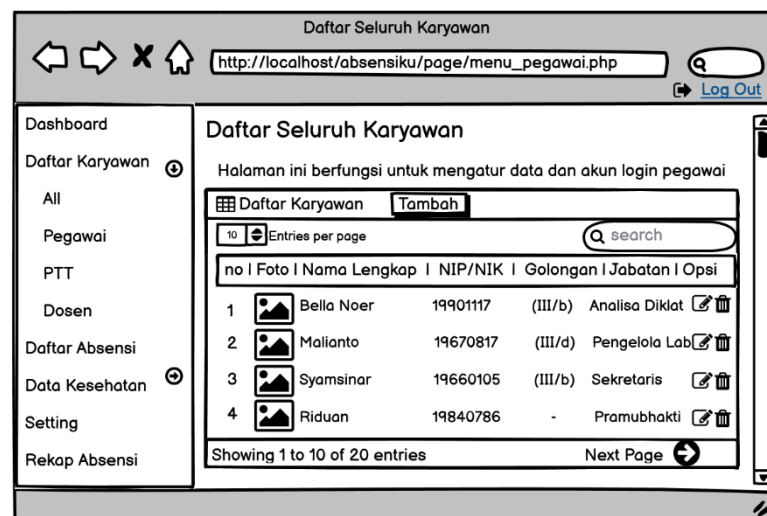 Daftar Seluruh Karyawan
http://localhost/absensiku/page/menu_pegawai.php
Log Out
Dashboard
Daftar Karyawan
All
Pegawai
PTT
Dosen
Daftar Absensi
Data Kesehatan
Setting
Rekap Absensi
Daftar Seluruh Karyawan
Halaman ini berfungsi untuk mengatur data dan akun login pegawai
Daftar Karyawan Tambah
10 Entries per page search
no | Foto | Nama Lengkap | NIP/NIK | Golongan | Jabatan | Opsi
1 Bella Noer 19901117 (III/b) Analisa Diklat
2 Malianto 19670817 (III/d) Pengelola Lab
3 Syamsinar 19660105 (III/b) Sekretaris
4 Riduan 19840786 - Pramubhakti
Showing 1 to 10 of 20 entries Next Page